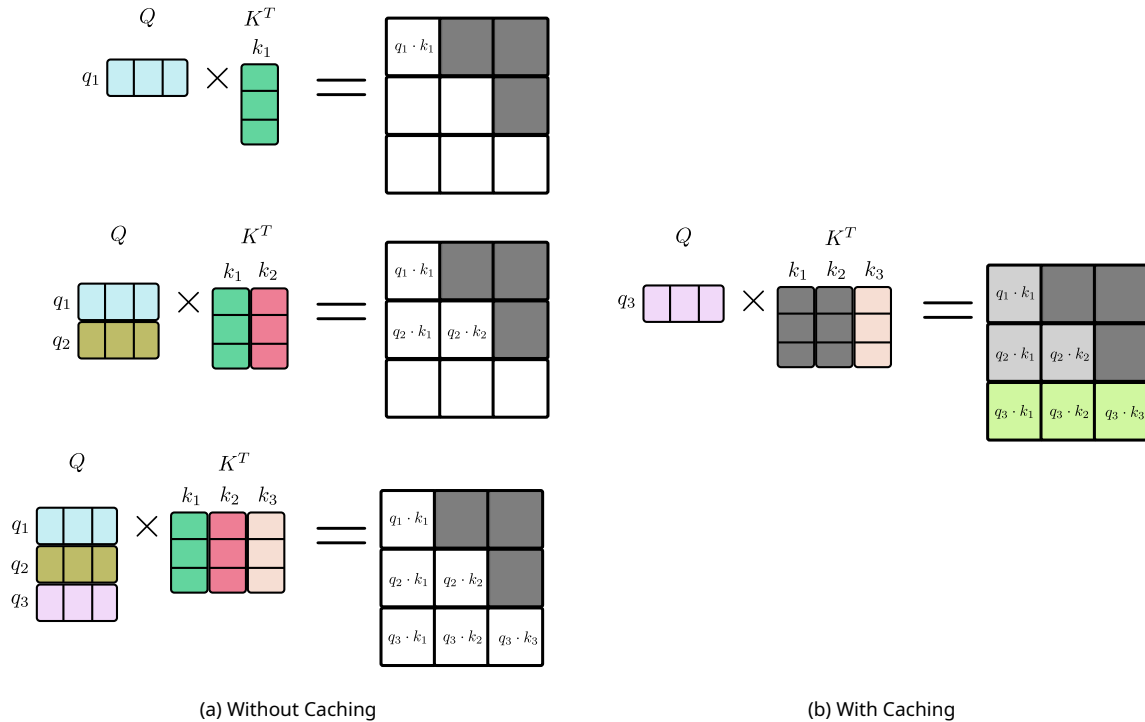 Q K^T
k_1
q_1 × = q_1 · k_1
Q K^T
k_1 k_2
q_1 × = q_1 · k_1
q_2 q_2 · k_1 q_2 · k_2
Q K^T
k_1 k_2 k_3
q_1 × = q_1 · k_1
q_2 q_2 · k_1 q_2 · k_2
q_3 q_3 · k_1 q_3 · k_2 q_3 · k_3
(a) Without Caching
Q K^T
k_1 k_2 k_3
q_3 × = q_1 · k_1
q_2 · k_1 q_2 · k_2
q_3 · k_1 q_3 · k_2 q_3 · k_3
(b) With Caching